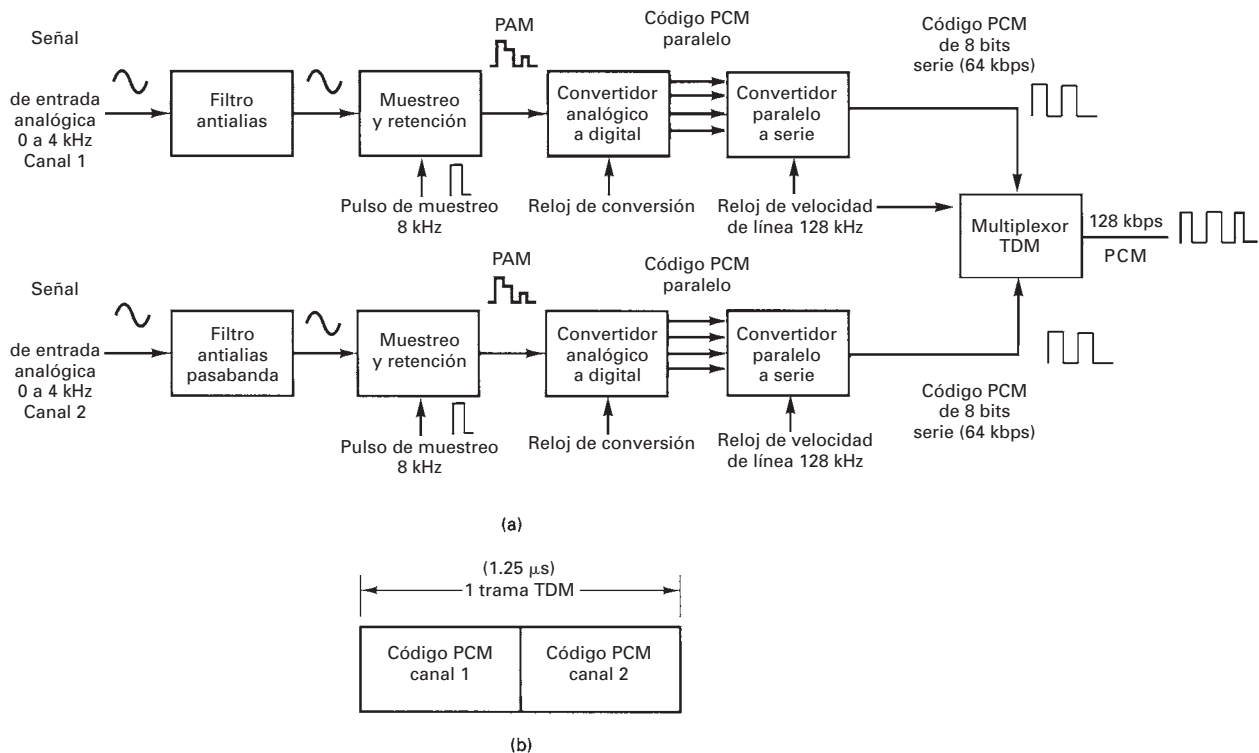 Señal
de entrada
analógica
0 a 4 kHz
Canal 1
Filtro
antialias
Muestreo
y retención
Pulso de muestreo
8 kHz
PAM
Convertidor
analógico
a digital
Reloj de conversión
Código PCM
paralelo
Convertidor
paralelo
a serie
Reloj de velocidad
de línea 128 kHz
Código PCM
de 8 bits
serie (64 kbps)
Multiplexor
TDM
128 kbps
PCM
Señal
de entrada
analógica
0 a 4 kHz
Canal 2
Filtro
antialias
pasabanda
Muestreo
y retención
Pulso de muestreo
8 kHz
PAM
Convertidor
analógico
a digital
Reloj de conversión
Código PCM
paralelo
Convertidor
paralelo
a serie
Reloj de velocidad
de línea 128 kHz
Código PCM
de 8 bits
serie (64 kbps)
(a)
(1.25 μs)
1 trama TDM
Código PCM
canal 1
Código PCM
canal 2
(b)